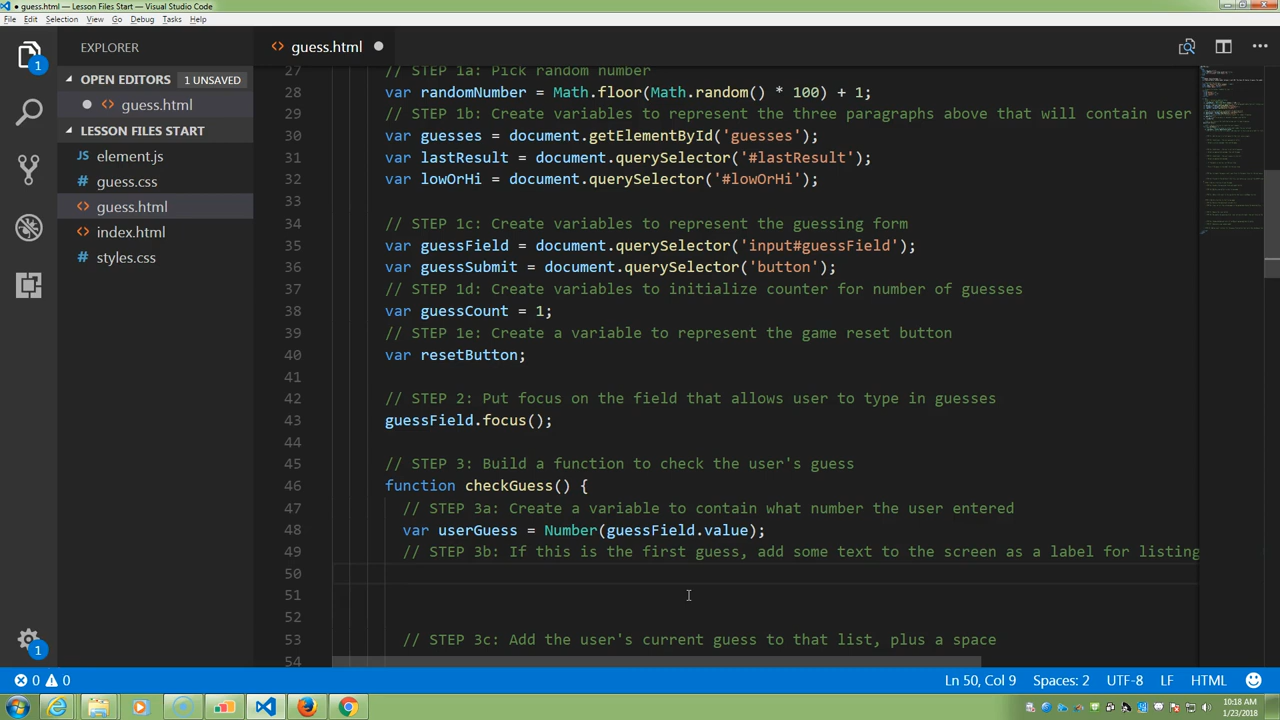 guess.html — Lesson Files Start — Visual Studio Code
File Edit Selection View Go Debug Tasks Help
EXPLORER
guess.html
OPEN EDITORS 1 UNSAVED
guess.html
LESSON FILES START
JS element.js
# guess.css
guess.html
index.html
# styles.css
1
1
27 // STEP 1a: Pick random number
28 var randomNumber = Math.floor(Math.random() * 100) + 1;
29 // STEP 1b: Create variables to represent the three paragraphs above that will contain user
30 var guesses = document.getElementById('guesses');
31 var lastResult = document.querySelector('#lastResult');
32 var lowOrHi = document.querySelector('#lowOrHi');
33
34 // STEP 1c: Create variables to represent the guessing form
35 var guessField = document.querySelector('input#guessField');
36 var guessSubmit = document.querySelector('button');
37 // STEP 1d: Create variables to initialize counter for number of guesses
38 var guessCount = 1;
39 // STEP 1e: Create a variable to represent the game reset button
40 var resetButton;
41
42 // STEP 2: Put focus on the field that allows user to type in guesses
43 guessField.focus();
44
45 // STEP 3: Build a function to check the user's guess
46 function checkGuess() {
47 // STEP 3a: Create a variable to contain what number the user entered
48 var userGuess = Number(guessField.value);
49 // STEP 3b: If this is the first guess, add some text to the screen as a label for listing
50
51
52
53 // STEP 3c: Add the user's current guess to that list, plus a space
54
0 0 Ln 50, Col 9 Spaces: 2 UTF-8 LF HTML
10:18 AM
1/23/2018